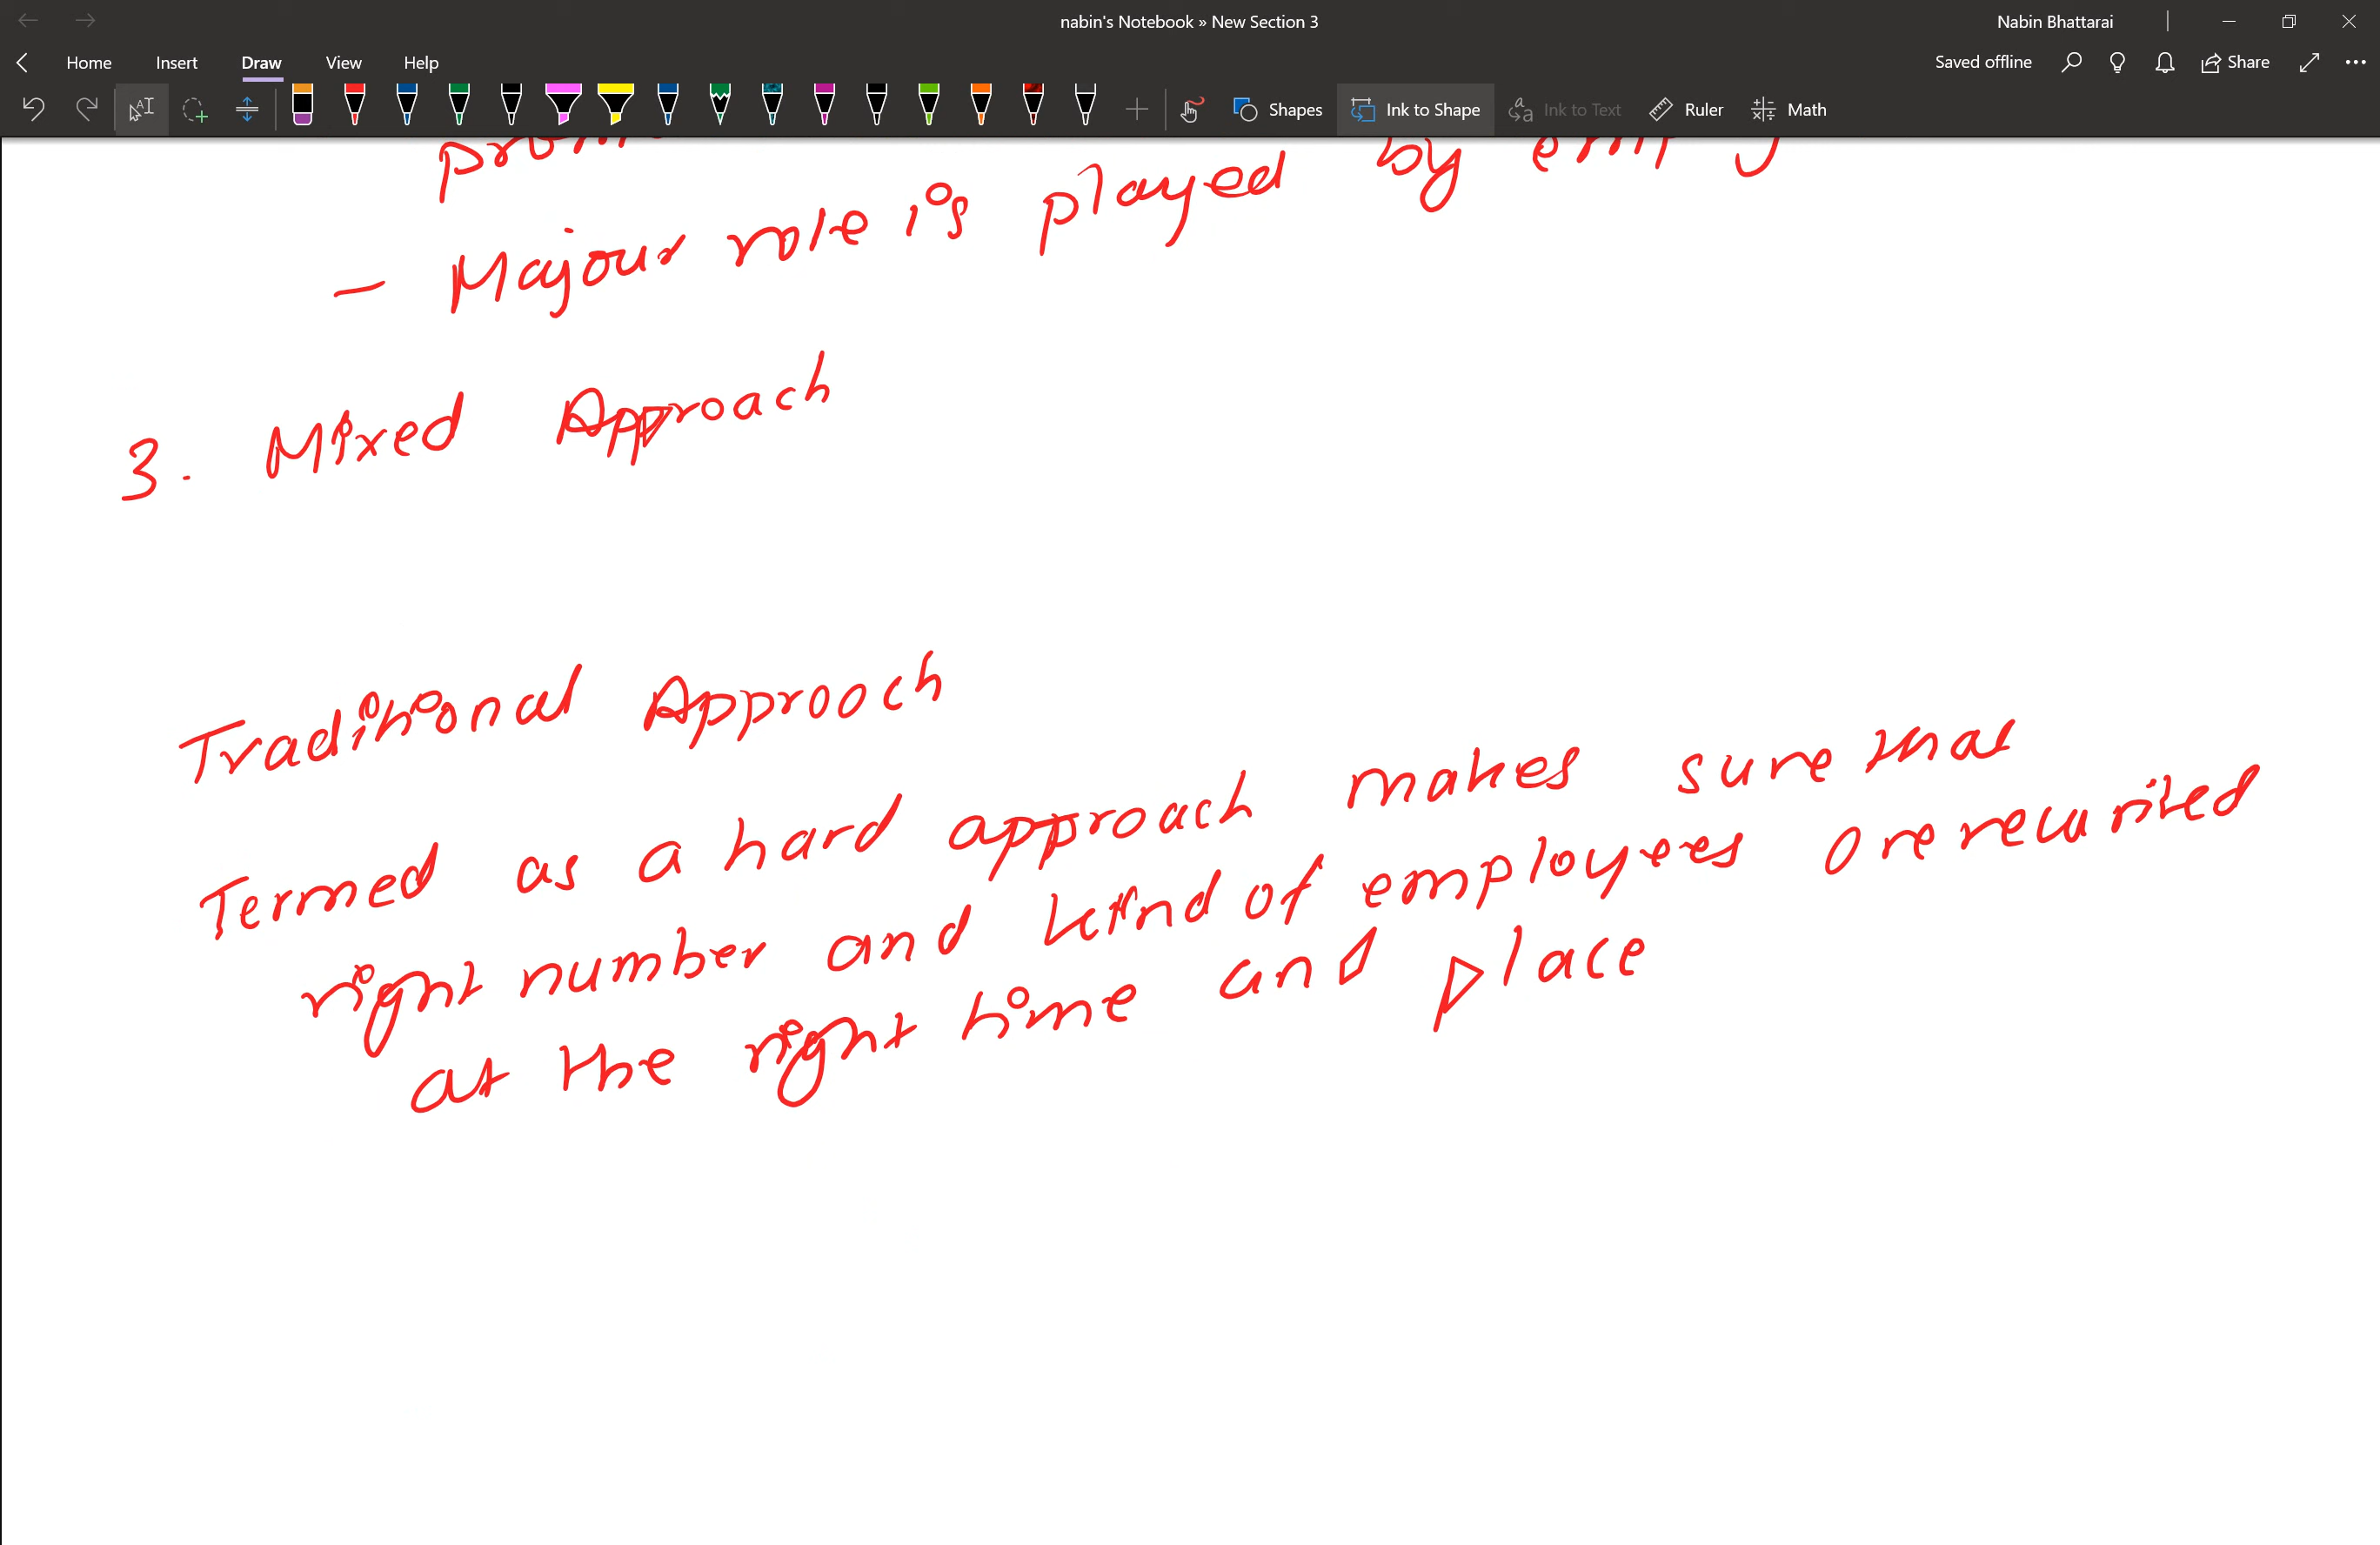 nabin's Notebook » New Section 3
Nabin Bhattarai
Home Insert Draw View Help
Saved offline
Share
Shapes
Ink to Shape
Ink to Text
Ruler
Math
by
- Majour role is played
3. Mixed Approach
Traditional Approach
Termed as a hard approach makes sure that
right number and kind of employees are recurited
at the right time and place